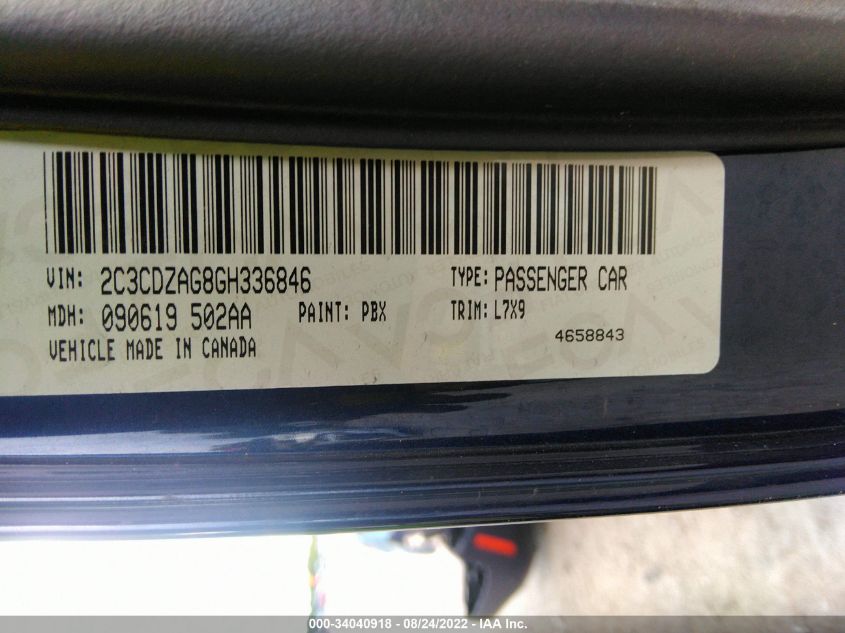 VIN: 2C3CDZAG8GH336846 TYPE: PASSENGER CAR
MDH: 090619 502AA PAINT: PBX TRIM: L7X9
VEHICLE MADE IN CANADA 4658843
000-34040918 - 08/24/2022 - IAA Inc.